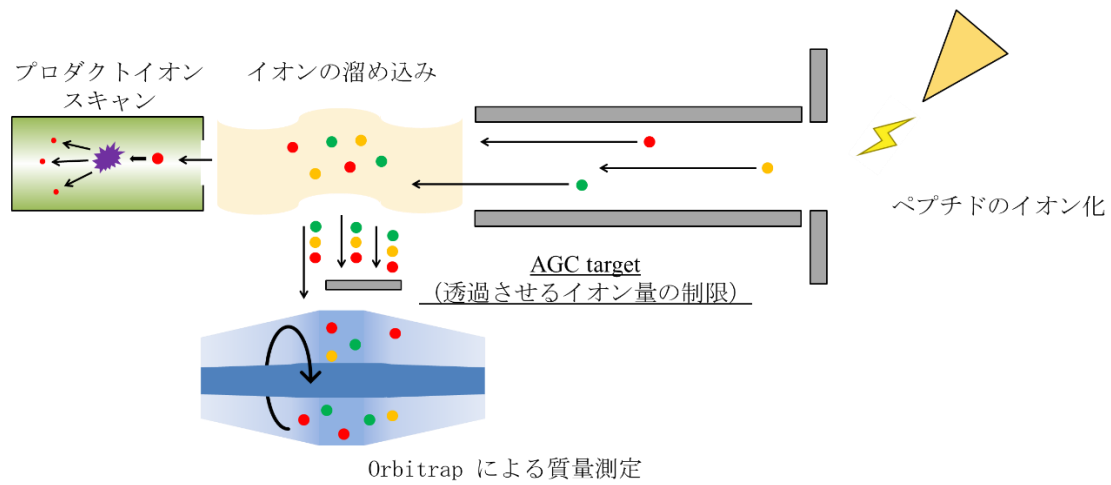 プロダクトイオン
スキャン
イオンの溜め込み
ペプチドのイオン化
AGC target
（透過させるイオン量の制限）
Orbitrap による質量測定